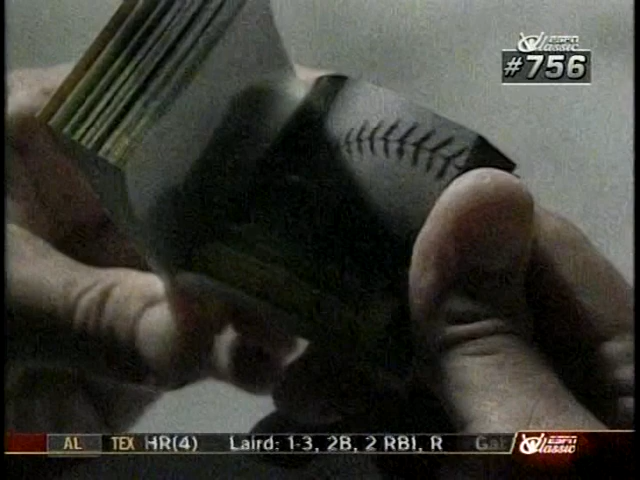 ESPN Classic
#756
AL TEX HR(4) Laird: 1-3, 2B, 2 RBI, R
ESPN Classic